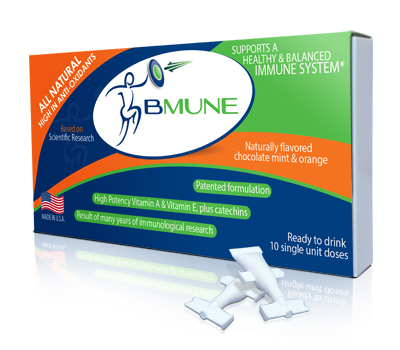 ALL NATURAL
HIGH IN ANTI-OXIDANTS
Based on
Scientific Research
BMUNE
SUPPORTS A
HEALTHY & BALANCED
IMMUNE SYSTEM*
Naturally flavored
chocolate mint & orange
Patented formulation
High Potency Vitamin A & Vitamin E, plus catechins
Result of many years of immunological research
MADE IN U.S.A
Ready to drink
10 single unit doses